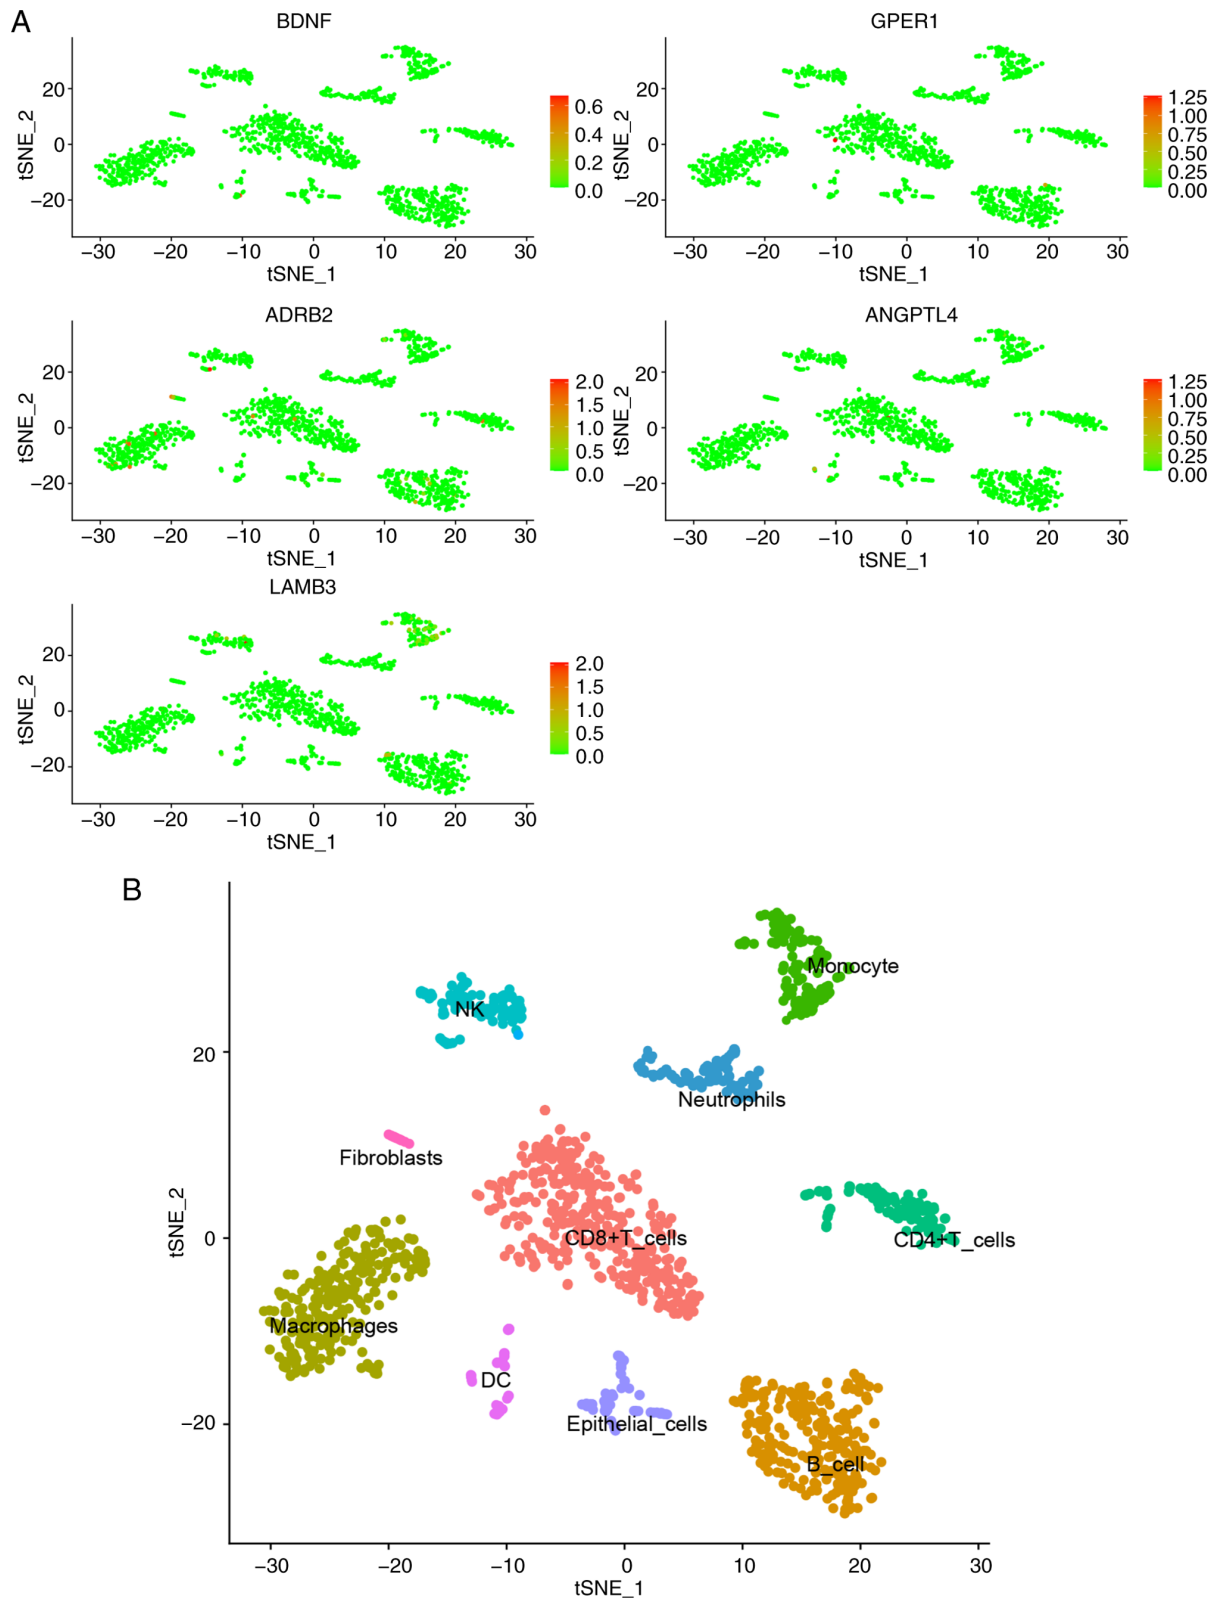 A
BDNF
GPER1
tSNE_2
20
0
−20
0.6
0.4
0.2
0.0
−30 −20 −10 0 10 20 30
tSNE_1
tSNE_2
20
0
−20
1.25
1.00
0.75
0.50
0.25
0.00
−30 −20 −10 0 10 20 30
tSNE_1
ADRB2
ANGPTL4
tSNE_2
20
0
−20
2.0
1.5
1.0
0.5
0.0
−30 −20 −10 0 10 20 30
tSNE_1
tSNE_2
20
0
−20
1.25
1.00
0.75
0.50
0.25
0.00
−30 −20 −10 0 10 20 30
tSNE_1
LAMB3
tSNE_2
20
0
−20
2.0
1.5
1.0
0.5
0.0
−30 −20 −10 0 10 20 30
tSNE_1
B
Monocyte
NK
20
Neutrophils
Fibroblasts
tSNE_2
0
CD8+T_cells
CD4+T_cells
Macrophages
DC
−20
Epithelial_cells
B_cell
−30 −20 −10 0 10 20 30
tSNE_1